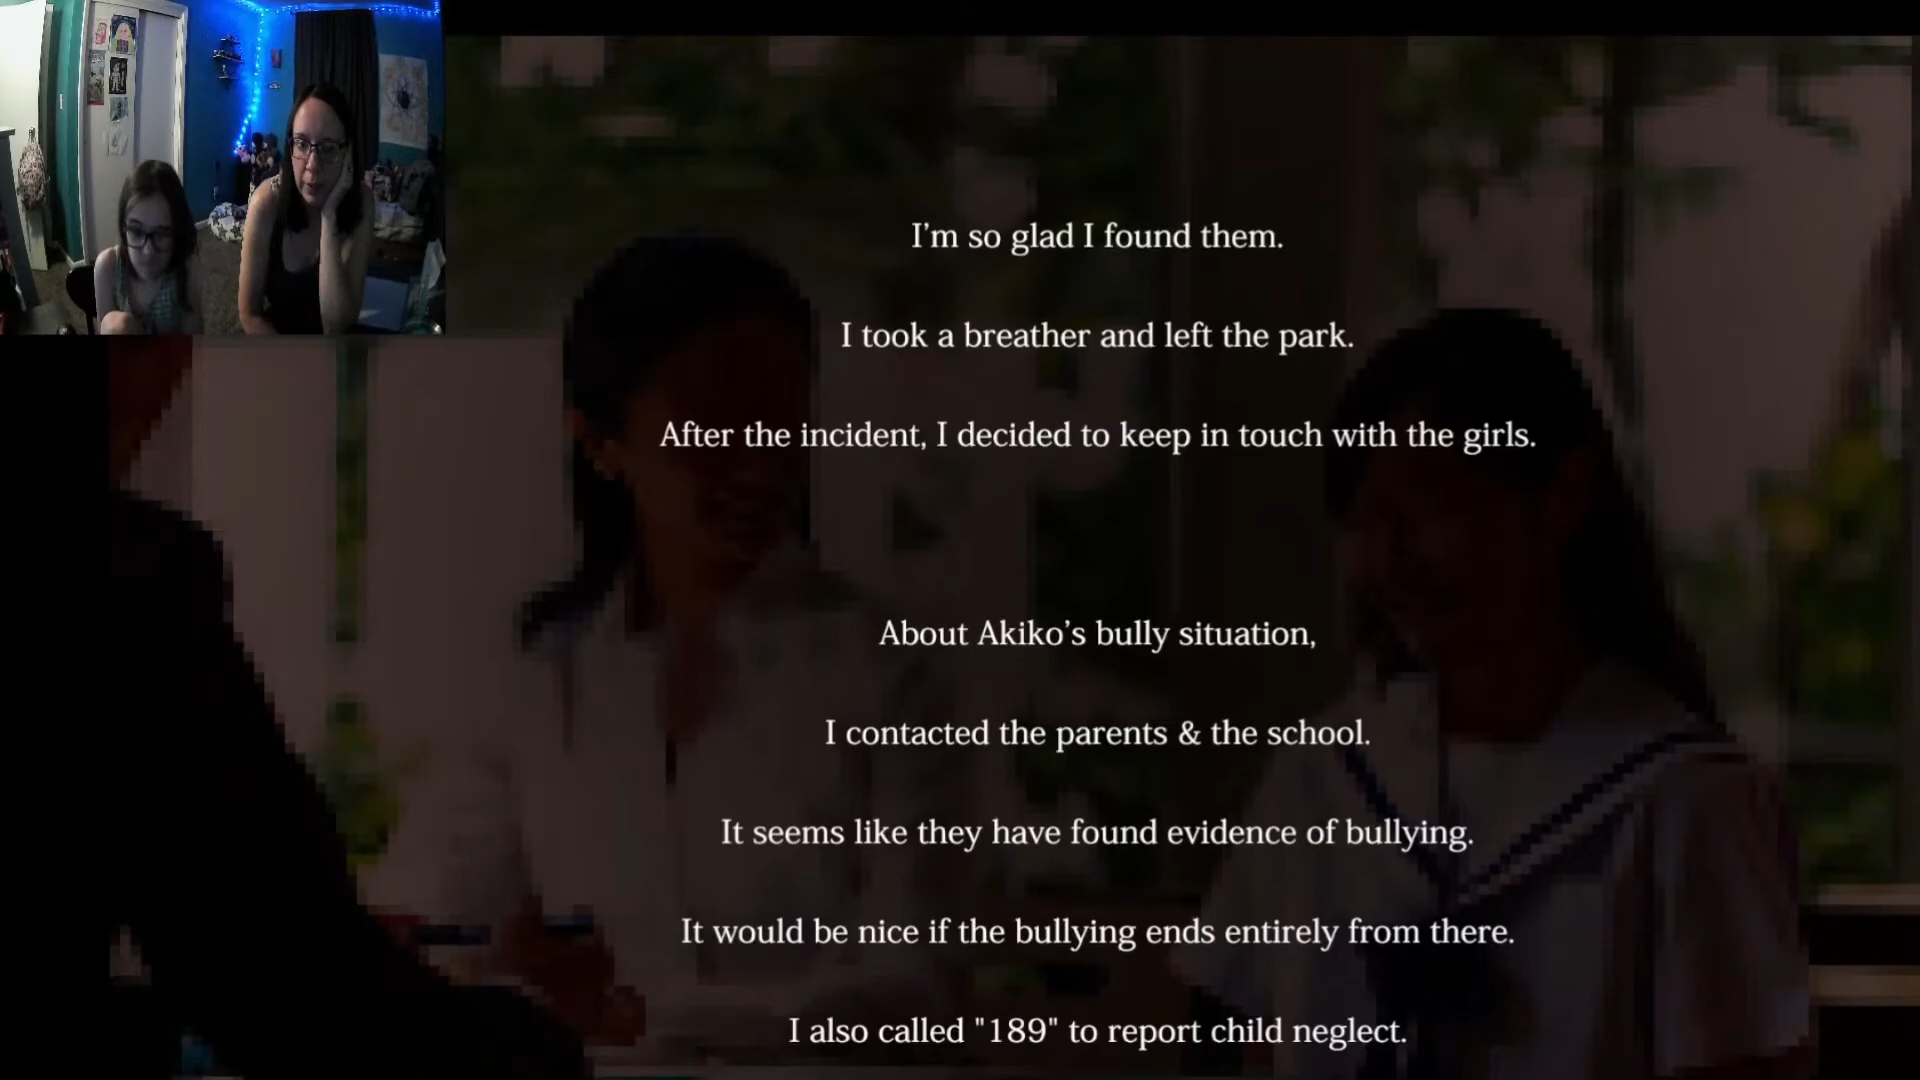 I'm so glad I found them.
I took a breather and left the park.
After the incident, I decided to keep in touch with the girls.
About Akiko's bully situation,
I contacted the parents & the school.
It seems like they have found evidence of bullying.
It would be nice if the bullying ends entirely from there.
I also called "189" to report child neglect.